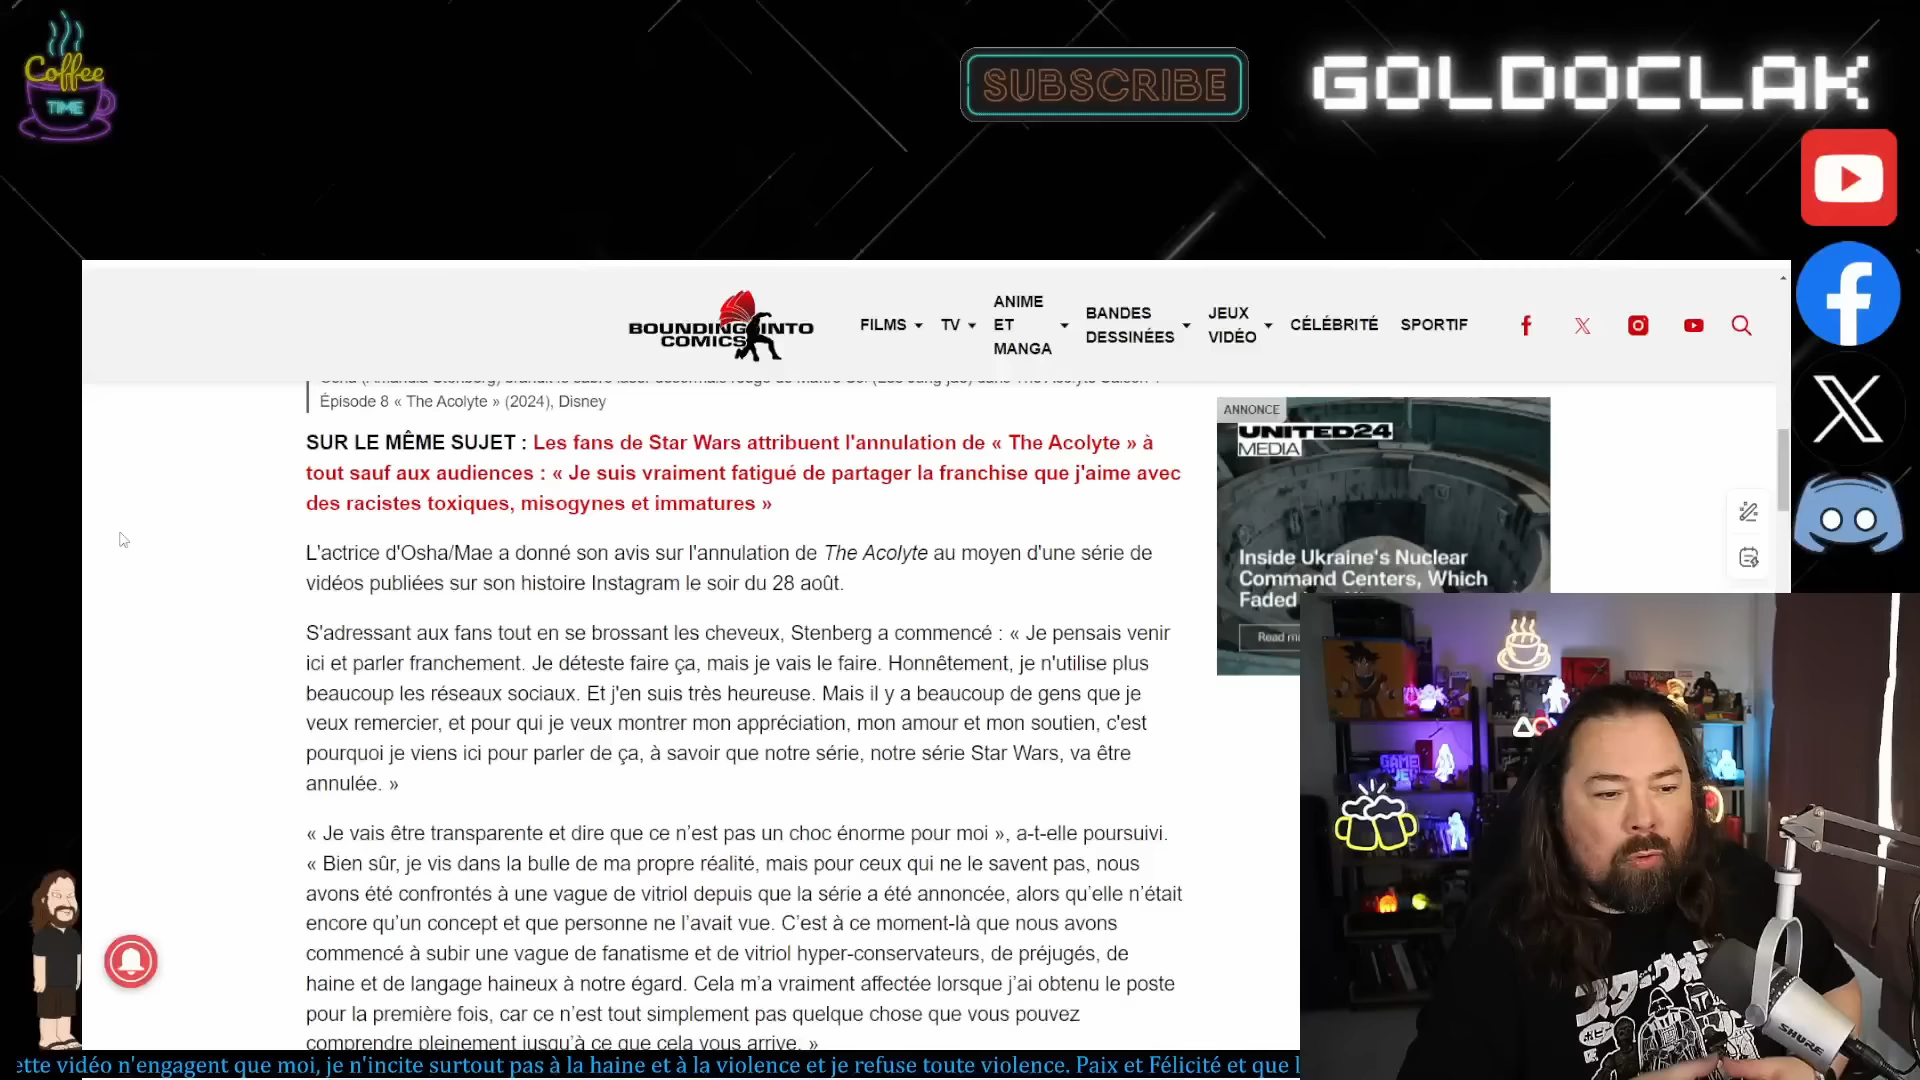 Coffee
TIME
SUBSCRIBE
GOLDOCLAK
BOUNDING INTO
COMICS
FILMS
TV
ANIME
ET
MANGA
BANDES
DESSINÉES
JEUX
VIDÉO
CÉLÉBRITÉ
SPORTIF
Épisode 8 « The Acolyte » (2024), Disney
SUR LE MÊME SUJET : Les fans de Star Wars attribuent l'annulation de « The Acolyte » à
tout sauf aux audiences : « Je suis vraiment fatigué de partager la franchise que j'aime avec
des racistes toxiques, misogynes et immatures »
L'actrice d'Osha/Mae a donné son avis sur l'annulation de The Acolyte au moyen d'une série de
vidéos publiées sur son histoire Instagram le soir du 28 août.
S'adressant aux fans tout en se brossant les cheveux, Stenberg a commencé : « Je pensais venir
ici et parler franchement. Je déteste faire ça, mais je vais le faire. Honnêtement, je n'utilise plus
beaucoup les réseaux sociaux. Et j'en suis très heureuse. Mais il y a beaucoup de gens que je
veux remercier, et pour qui je veux montrer mon appréciation, mon amour et mon soutien, c'est
pourquoi je viens ici pour parler de ça, à savoir que notre série, notre série Star Wars, va être
annulée. »
« Je vais être transparente et dire que ce n’est pas un choc énorme pour moi », a-t-elle poursuivi.
« Bien sûr, je vis dans la bulle de ma propre réalité, mais pour ceux qui ne le savent pas, nous
avons été confrontés à une vague de vitriol depuis que la série a été annoncée, alors qu’elle n’était
encore qu’un concept et que personne ne l’avait vue. C’est à ce moment-là que nous avons
commencé à subir une vague de fanatisme et de vitriol hyper-conservateurs, de préjugés, de
haine et de langage haineux à notre égard. Cela m’a vraiment affectée lorsque j’ai obtenu le poste
pour la première fois, car ce n’est tout simplement pas quelque chose que vous pouvez
comprendre pleinement jusqu’à ce que cela vous arrive. »
ANNONCE
UNITED24
MEDIA
Inside Ukraine's Nuclear
Command Centers, Which
Faded
Read
SHURE
ette vidéo n'engagent que moi, je n'incite surtout pas à la haine et à la violence et je refuse toute violence. Paix et Félicité et que l